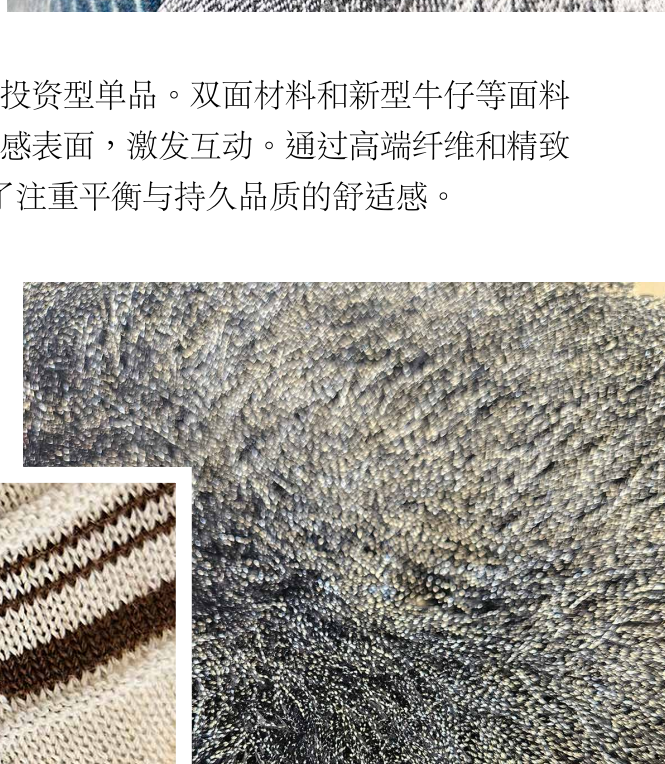 投资型单品。双面材料和新型牛仔等面料
感表面，激发互动。通过高端纤维和精致
了注重平衡与持久品质的舒适感。